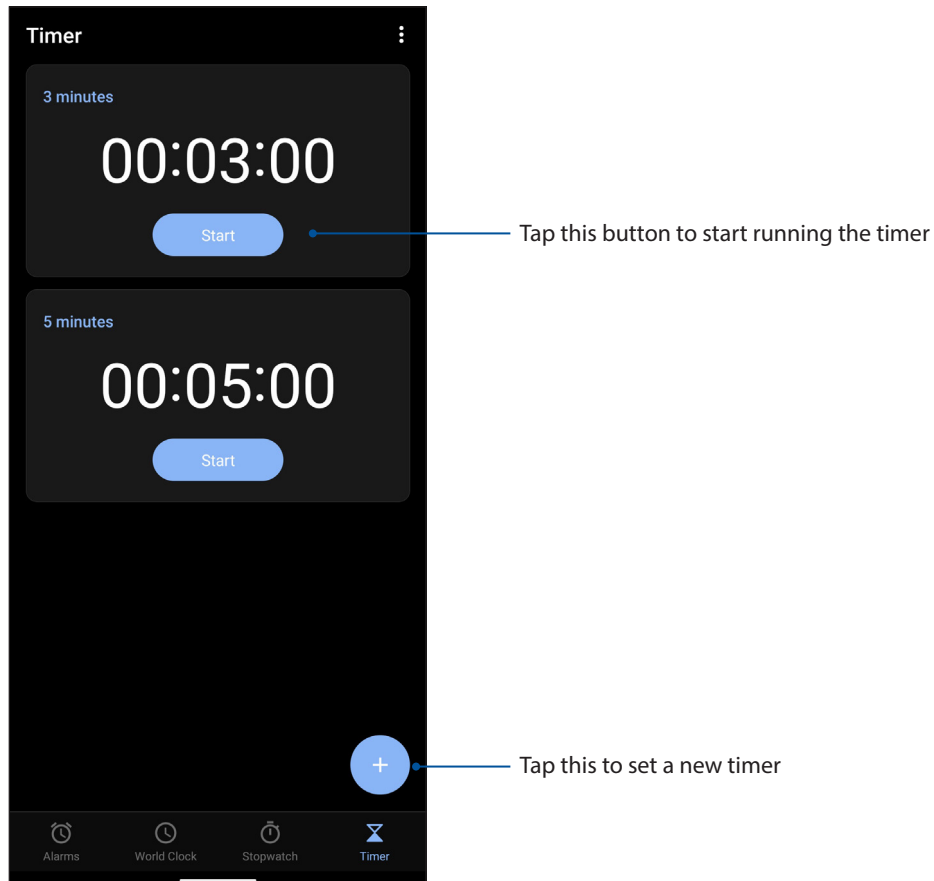 Timer
3 minutes
00:03:00
Start
Tap this button to start running the timer
5 minutes
00:05:00
Start
+
Tap this to set a new timer
Alarms World Clock Stopwatch Timer